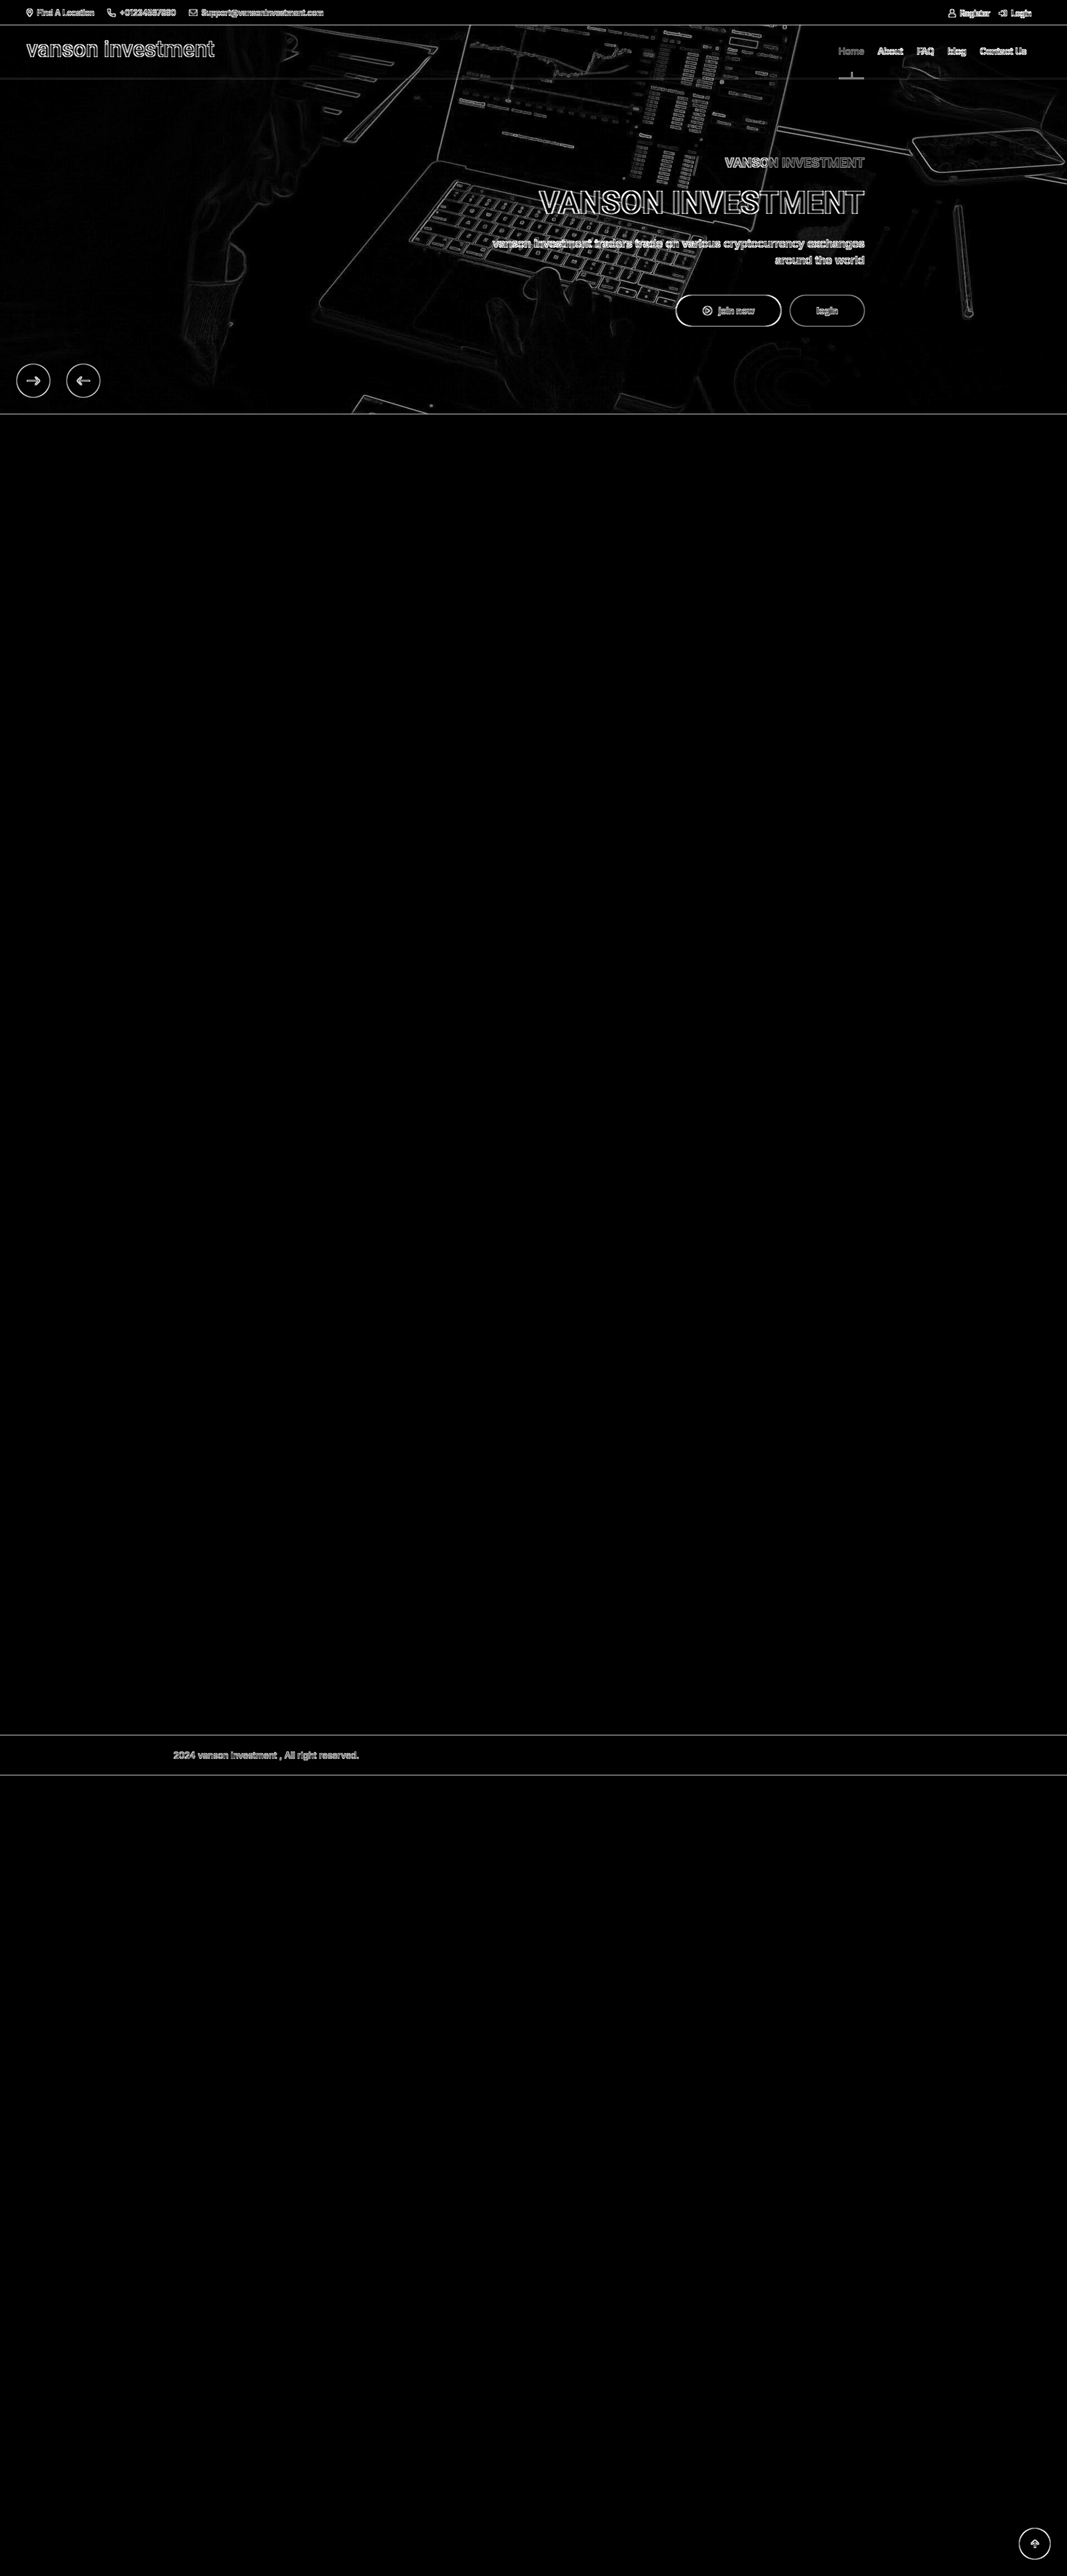 Find A Location +01234567890 Support@vansoninvestment.com Register Login
vanson investment
Home About FAQ blog Contact Us
VANSON INVESTMENT
VANSON INVESTMENT
vanson investment traders trade on various cryptocurrency exchanges
around the world
join now login
2024 vanson investment , All right reserved.